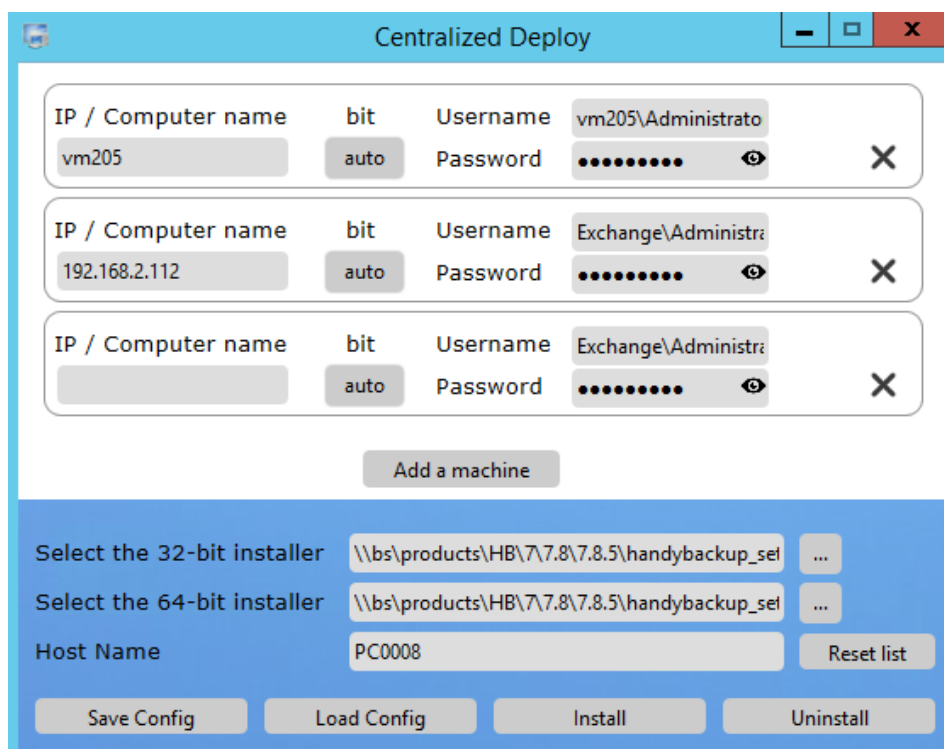 Centralized Deploy
IP / Computer name bit Username vm205\Administrato
vm205 auto Password •••••••••
IP / Computer name bit Username Exchange\Administra
192.168.2.112 auto Password •••••••••
IP / Computer name bit Username Exchange\Administra
auto Password •••••••••
Add a machine
Select the 32-bit installer \\bs\products\HB\7\7.8\7.8.5\handybackup_set ...
Select the 64-bit installer \\bs\products\HB\7\7.8\7.8.5\handybackup_set ...
Host Name PC0008 Reset list
Save Config Load Config Install Uninstall